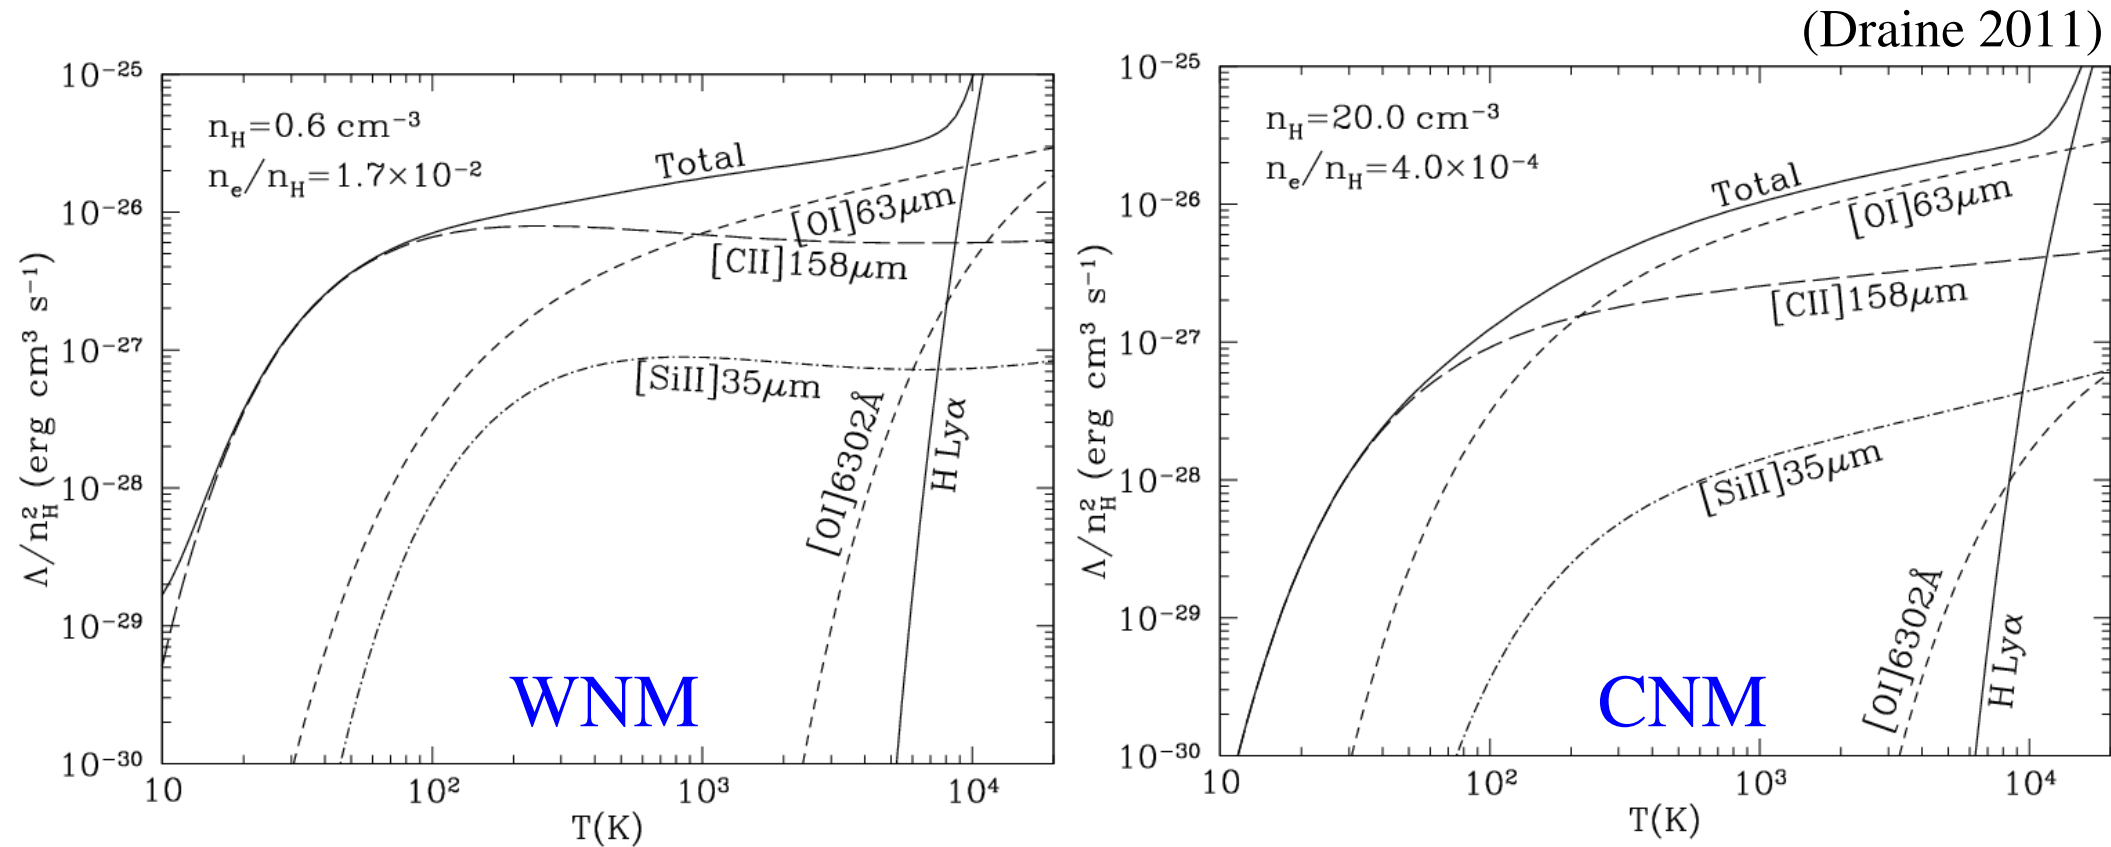 (Draine 2011)
10⁻²⁵
10⁻²⁶
10⁻²⁷
10⁻²⁸
10⁻²⁹
10⁻³⁰
Λ/n²_H (erg cm³ s⁻¹)
n_H=0.6 cm⁻³
n_e/n_H=1.7×10⁻²
Total
[OI]63μm
[CII]158μm
[SiII]35μm
[OI]6302Å
H Lyα
WNM
10 10² 10³ 10⁴
T(K)
10⁻²⁵
10⁻²⁶
10⁻²⁷
10⁻²⁸
10⁻²⁹
10⁻³⁰
Λ/n²_H (erg cm³ s⁻¹)
n_H=20.0 cm⁻³
n_e/n_H=4.0×10⁻⁴
Total
[OI]63μm
[CII]158μm
[SiII]35μm
[OI]6302Å
H Lyα
CNM
10 10² 10³ 10⁴
T(K)